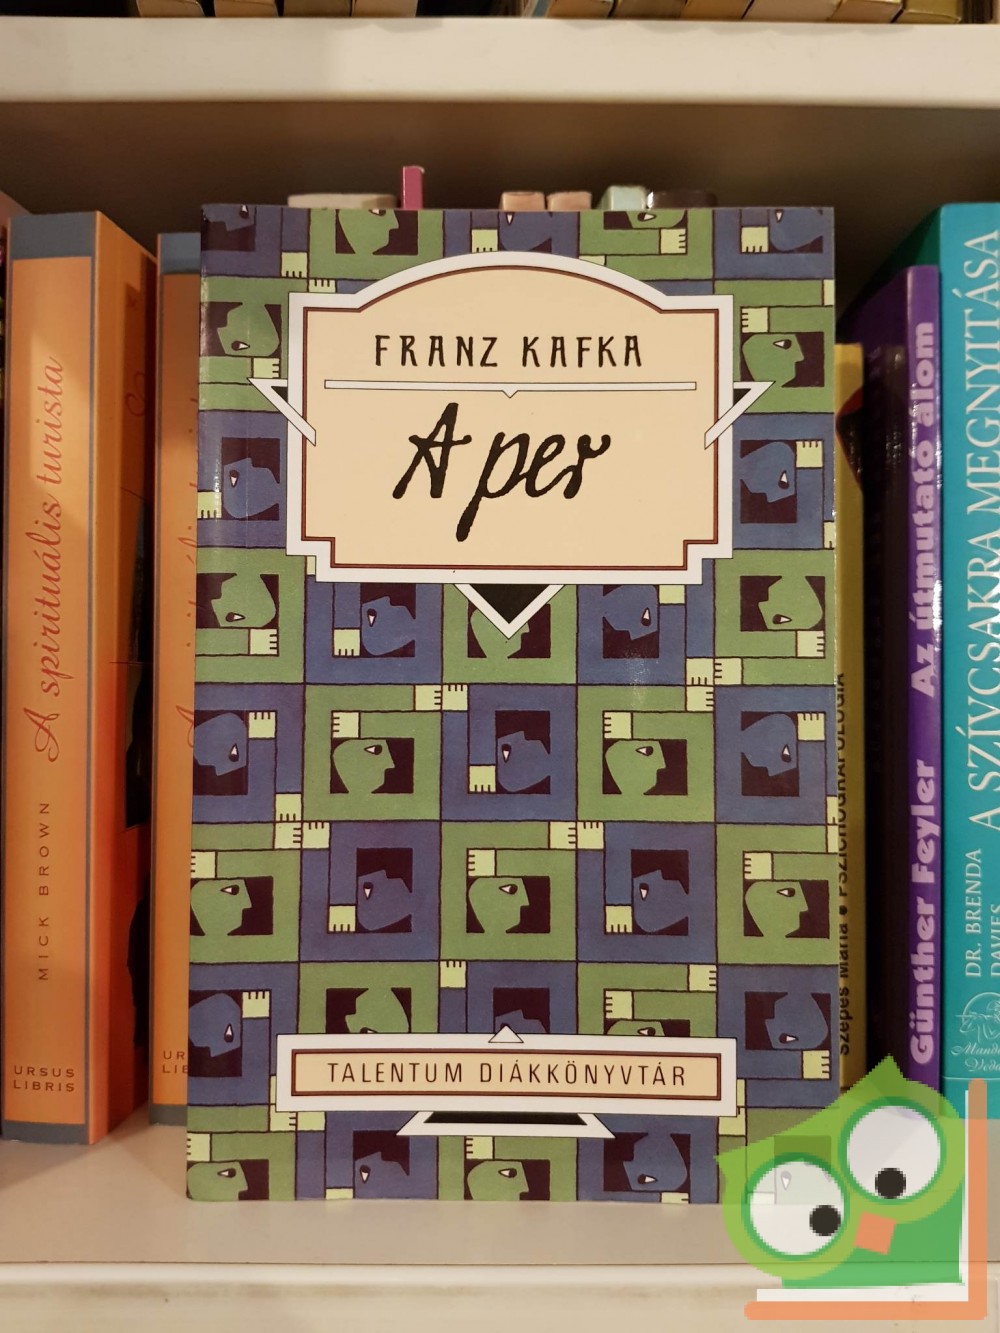 FRANZ KAFKA
A per
TALENTUM DIÁKKÖNYVTÁR
MICK BROWN A spirituális turista
URSUS
LIBRIS
Szepes Mária • PSZICHOGRAFOLÓGIA
Günther Feyler Az útmutató álom
DR. BRENDA
DAVIES
A SZÍVCSAKRA MEGNYITÁSA